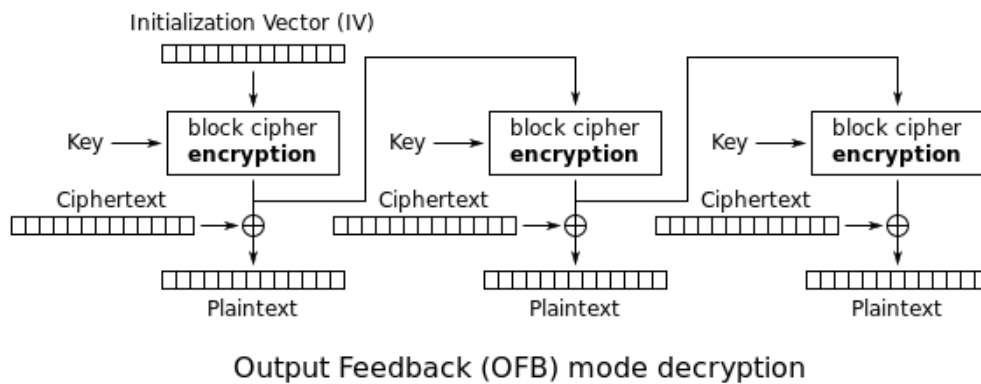 Initialization Vector (IV)
block cipher
encryption
Key
block cipher
encryption
Key
block cipher
encryption
Key
Ciphertext
Ciphertext
Ciphertext
Plaintext
Plaintext
Plaintext
Output Feedback (OFB) mode decryption